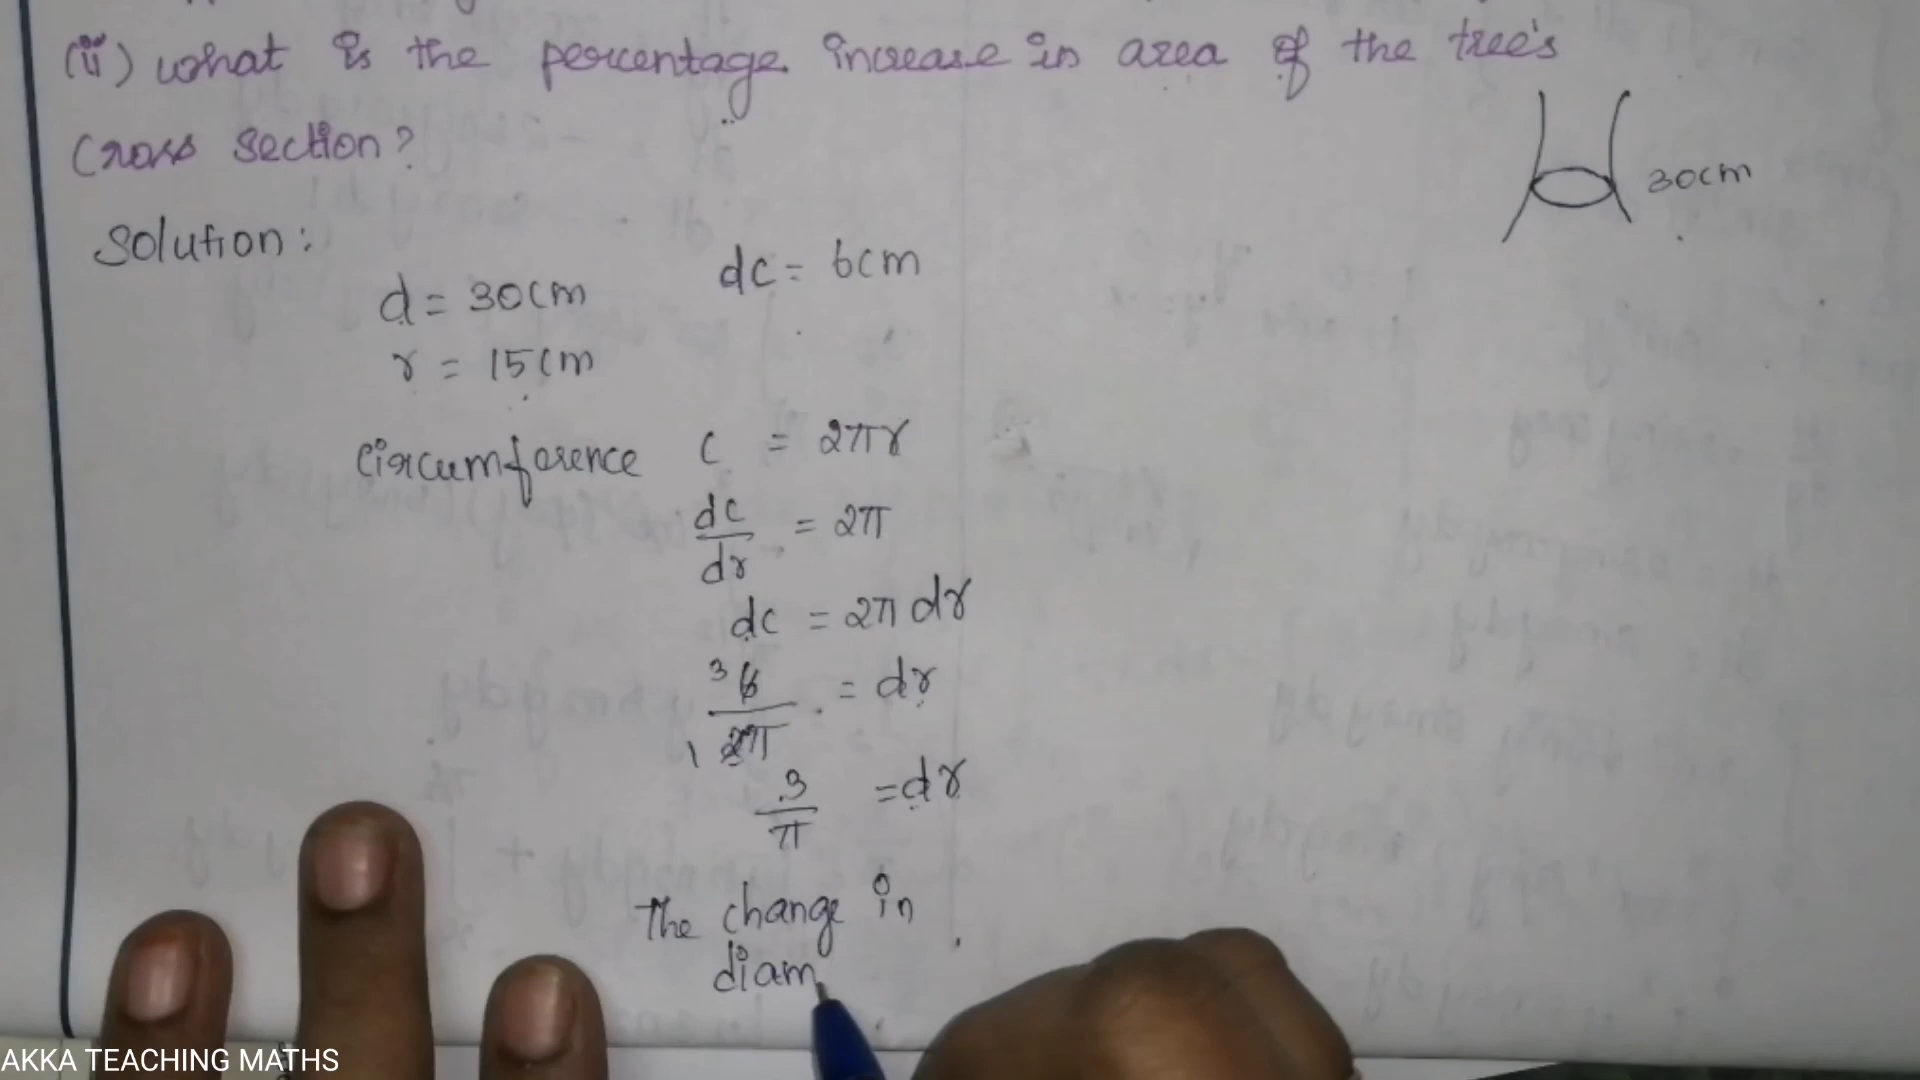 (ii) what is the percentage increase in area of the tree's
cross section?
30cm
Solution:
d = 30cm
dc = 6cm
r = 15cm
Circumference C = 2πr
dc/dr = 2π
dc = 2π dr
3 6 / 1 2π = dr
3/π = dr
The change in
diam
AKKA TEACHING MATHS